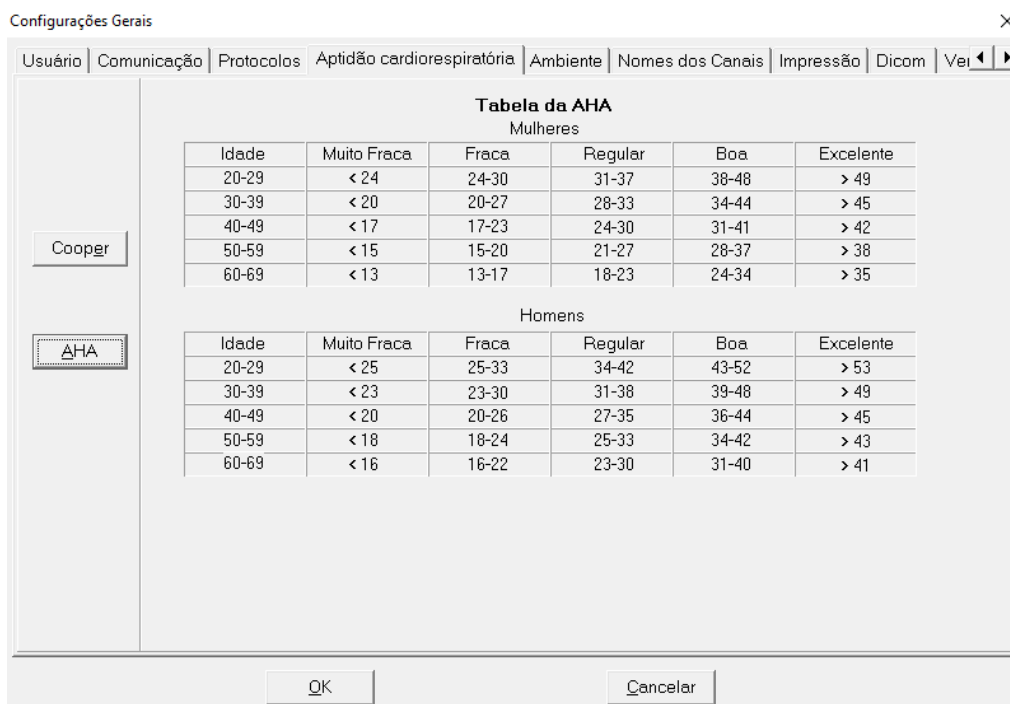 Configurações Gerais
Usuário Comunicação Protocolos Aptidão cardiorespiratória Ambiente Nomes dos Canais Impressão Dicom
Tabela da AHA
Mulheres
Idade Muito Fraca Fraca Regular Boa Excelente
20-29 < 24 24-30 31-37 38-48 > 49
30-39 < 20 20-27 28-33 34-44 > 45
40-49 < 17 17-23 24-30 31-41 > 42
50-59 < 15 15-20 21-27 28-37 > 38
60-69 < 13 13-17 18-23 24-34 > 35
Cooper
Homens
AHA
Idade Muito Fraca Fraca Regular Boa Excelente
20-29 < 25 25-33 34-42 43-52 > 53
30-39 < 23 23-30 31-38 39-48 > 49
40-49 < 20 20-26 27-35 36-44 > 45
50-59 < 18 18-24 25-33 34-42 > 43
60-69 < 16 16-22 23-30 31-40 > 41
OK Cancelar